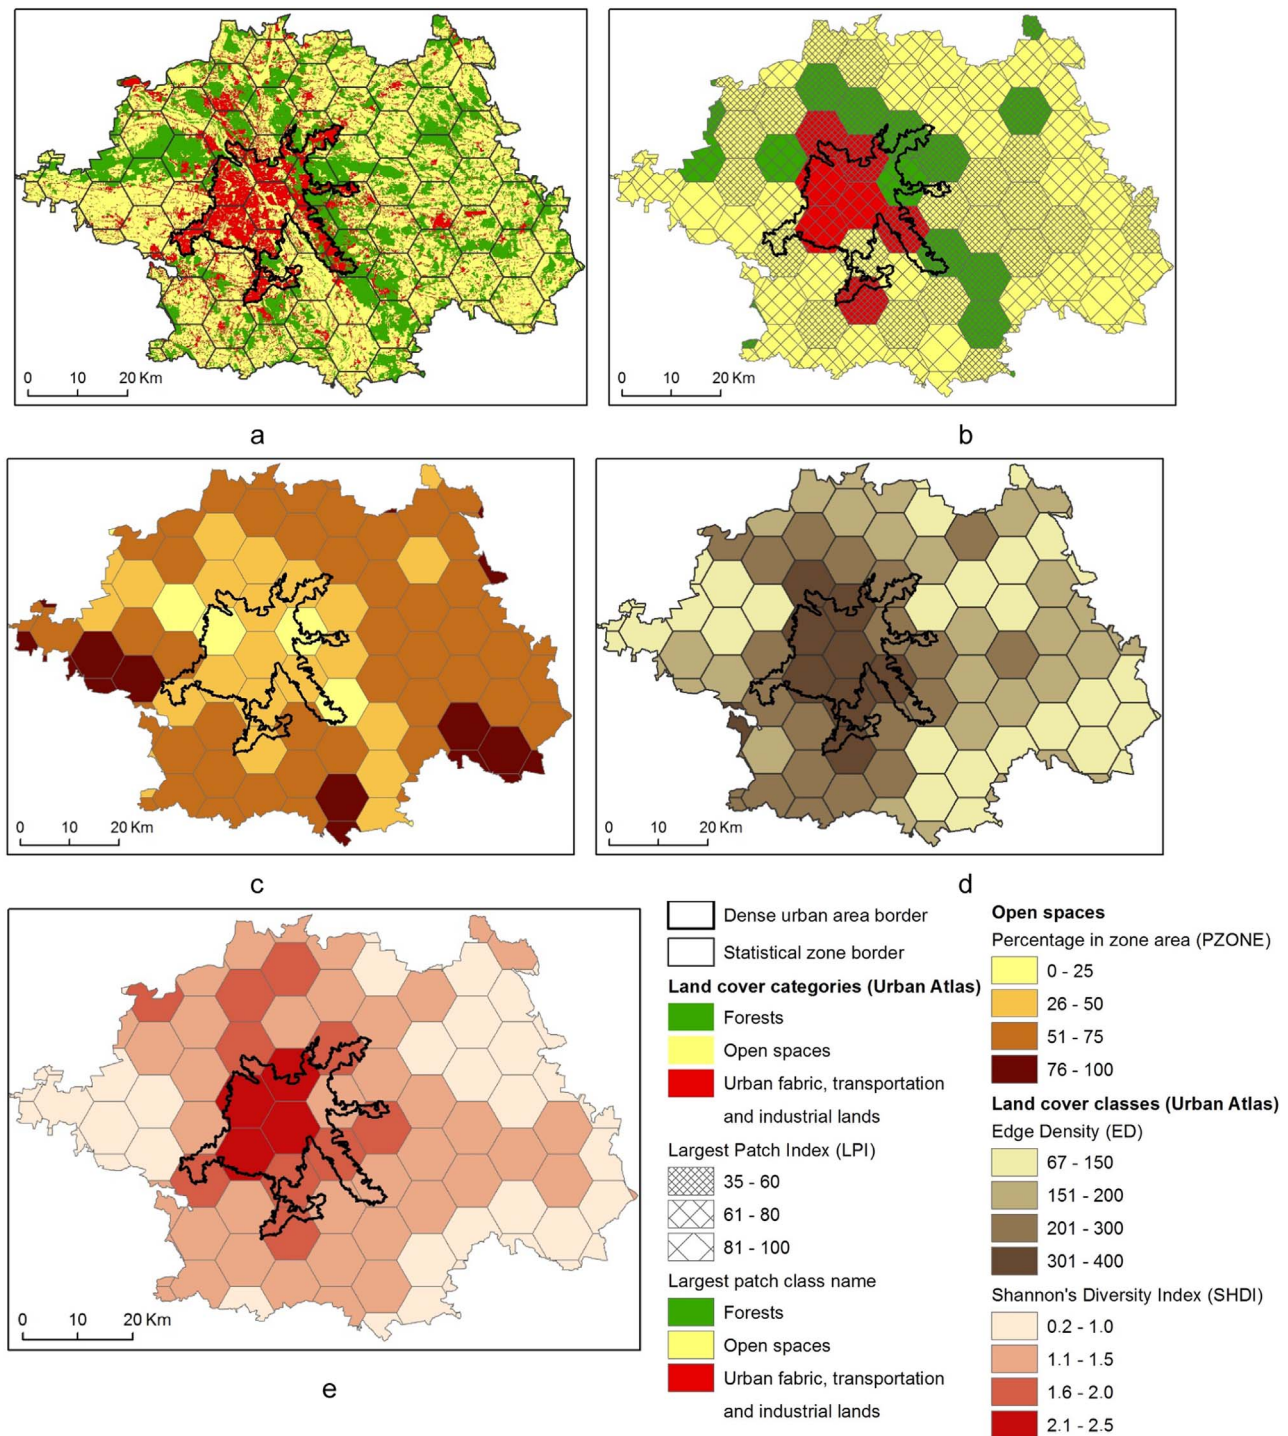 0 10 20 Km
0 10 20 Km
a
b
0 10 20 Km
0 10 20 Km
c
d
0 10 20 Km
e
Dense urban area border
Statistical zone border
Land cover categories (Urban Atlas)
Forests
Open spaces
Urban fabric, transportation
and industrial lands
Largest Patch Index (LPI)
35 - 60
61 - 80
81 - 100
Largest patch class name
Forests
Open spaces
Urban fabric, transportation
and industrial lands
Open spaces
Percentage in zone area (PZONE)
0 - 25
26 - 50
51 - 75
76 - 100
Land cover classes (Urban Atlas)
Edge Density (ED)
67 - 150
151 - 200
201 - 300
301 - 400
Shannon's Diversity Index (SHDI)
0.2 - 1.0
1.1 - 1.5
1.6 - 2.0
2.1 - 2.5